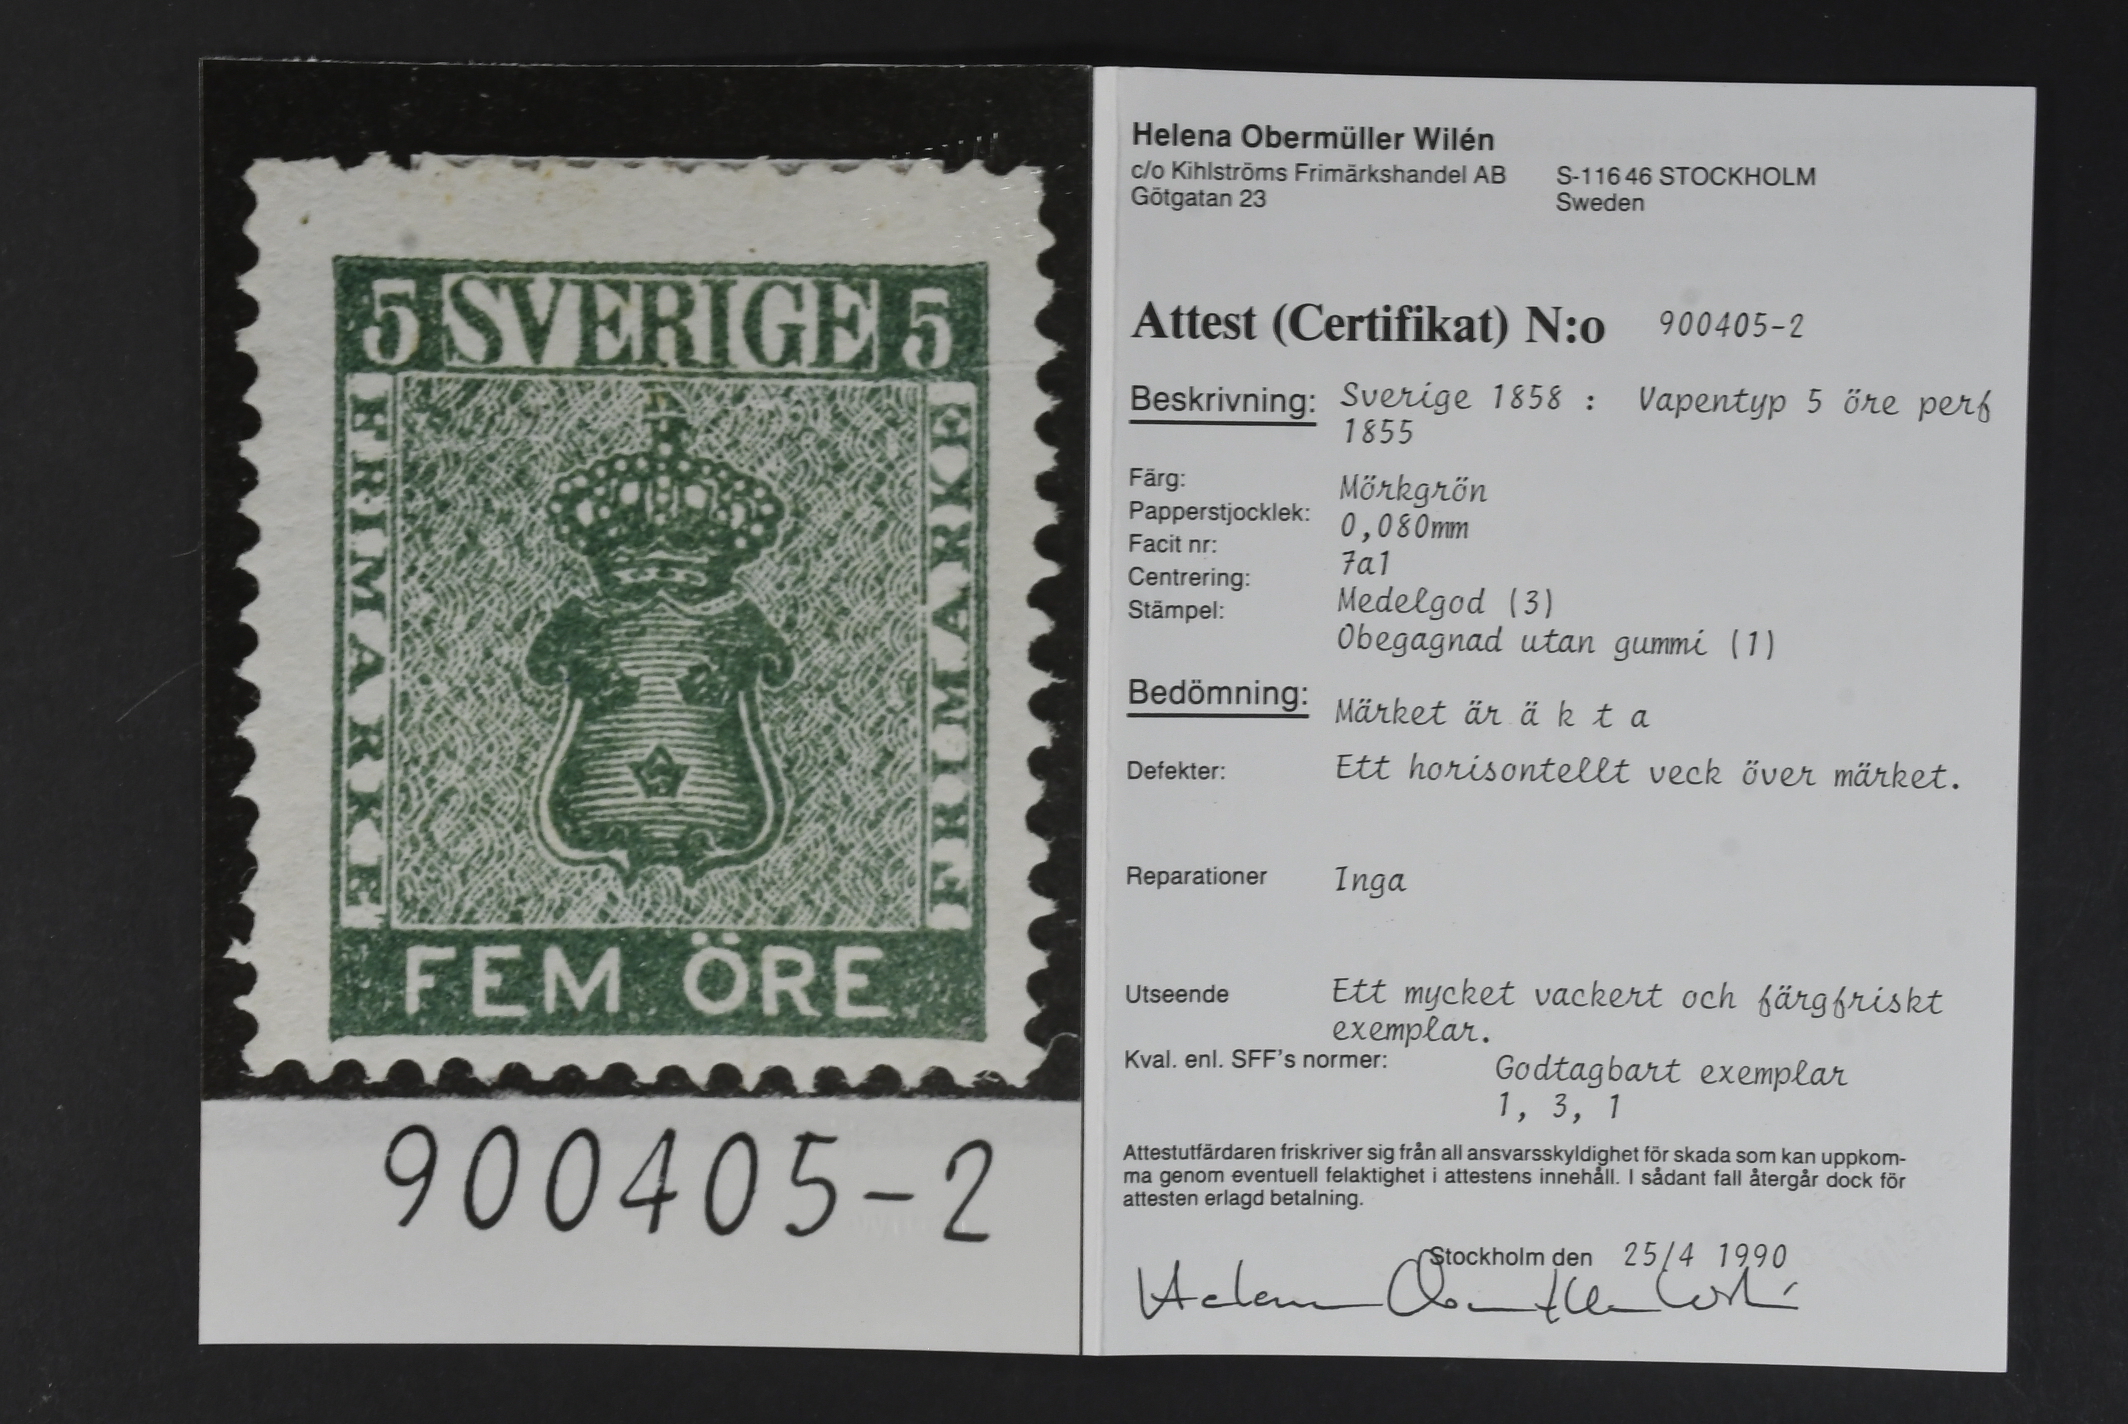 5 SVERIGE 5
FRIMARKE
FRIMARKE
FEM ÖRE
900405-2
Helena Obermüller Wilén
c/o Kihlströms Frimärkshandel AB S-116 46 STOCKHOLM
Götgatan 23 Sweden
Attest (Certifikat) N:o 900405-2
Beskrivning: Sverige 1858 : Vapentyp 5 öre perf
1855
Färg: Mörkgrön
Papperstjocklek: 0,080mm
Facit nr: 7a1
Centrering: Medelgod (3)
Stämpel: Obegagnad utan gummi (1)
Bedömning: Märket är ä k t a
Defekter: Ett horisontellt veck över märket.
Reparationer Inga
Utseende Ett mycket vackert och färgfriskt
exemplar.
Kval. enl. SFF's normer: Godtagbart exemplar
1, 3, 1
Attestutfärdaren friskriver sig från all ansvarsskyldighet för skada som kan uppkom-
ma genom eventuell felaktighet i attestens innehåll. I sådant fall återgår dock för
attesten erlagd betalning.
Stockholm den 25/4 1990